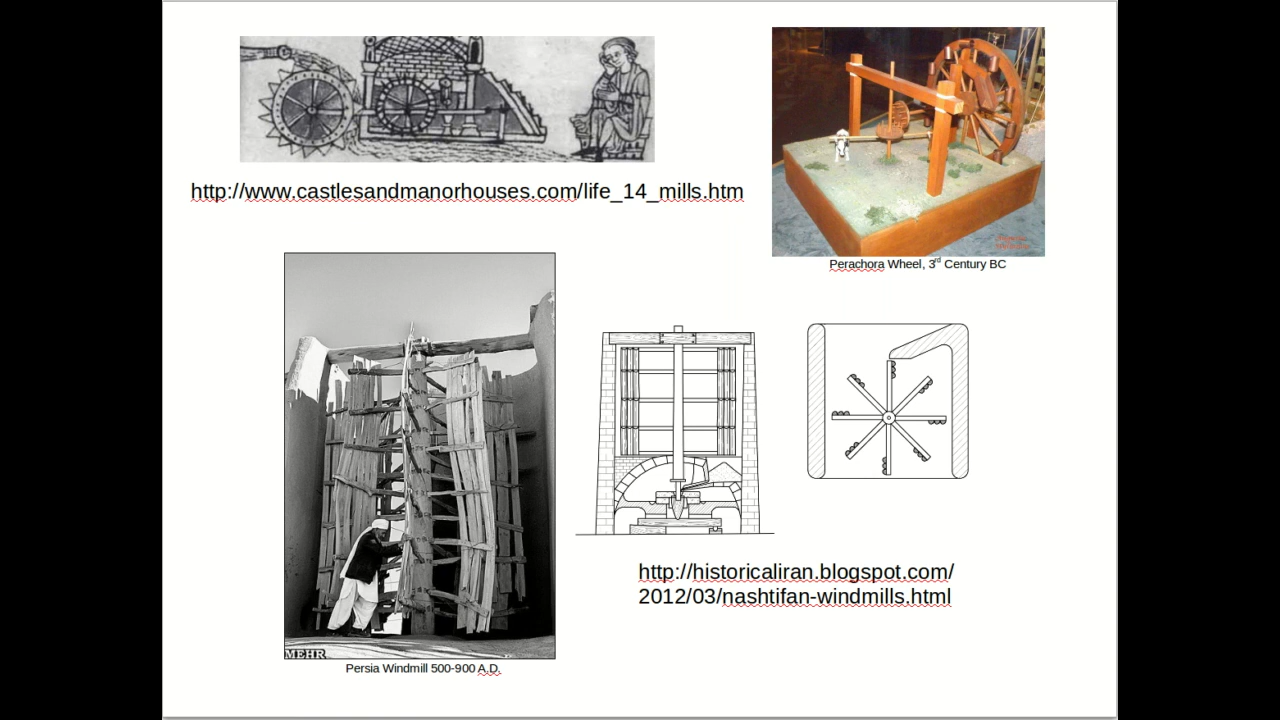 http://www.castlesandmanorhouses.com/life_14_mills.htm
Perachora Wheel, 3rd Century BC
http://historicaliran.blogspot.com/
2012/03/nashtifan-windmills.html
MEHR
Persia Windmill 500-900 A.D.